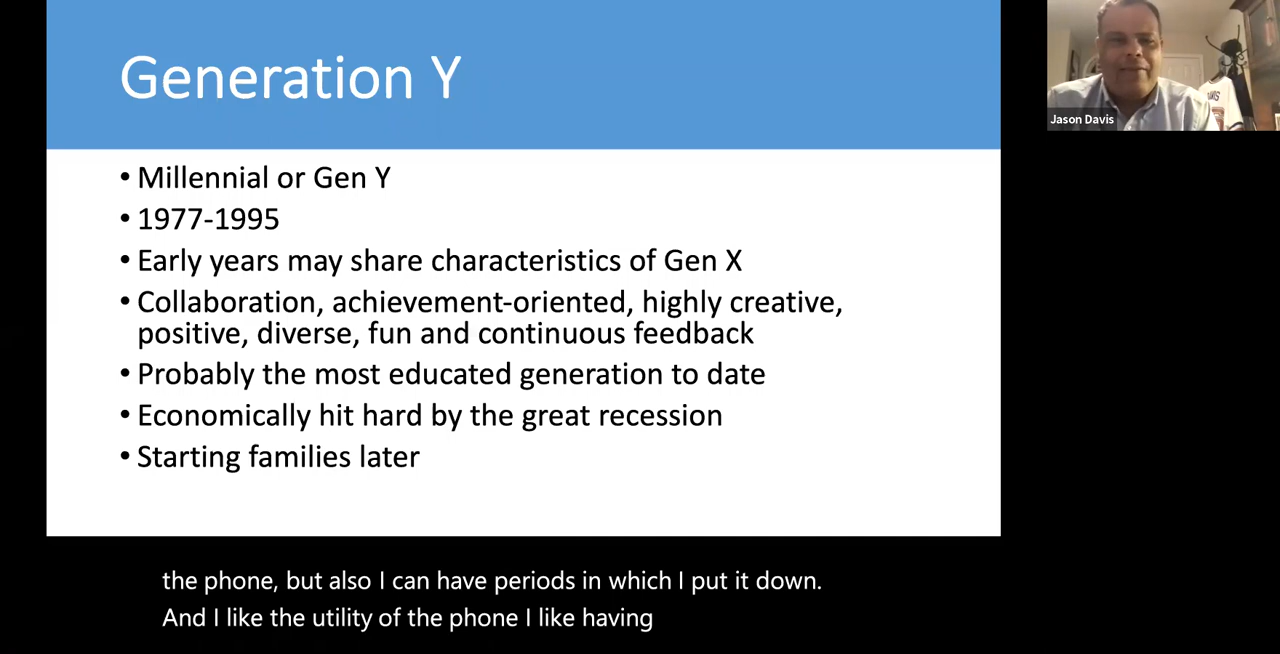 Generation Y
• Millennial or Gen Y
• 1977-1995
• Early years may share characteristics of Gen X
• Collaboration, achievement-oriented, highly creative,
positive, diverse, fun and continuous feedback
• Probably the most educated generation to date
• Economically hit hard by the great recession
• Starting families later
Jason Davis
the phone, but also I can have periods in which I put it down.
And I like the utility of the phone I like having